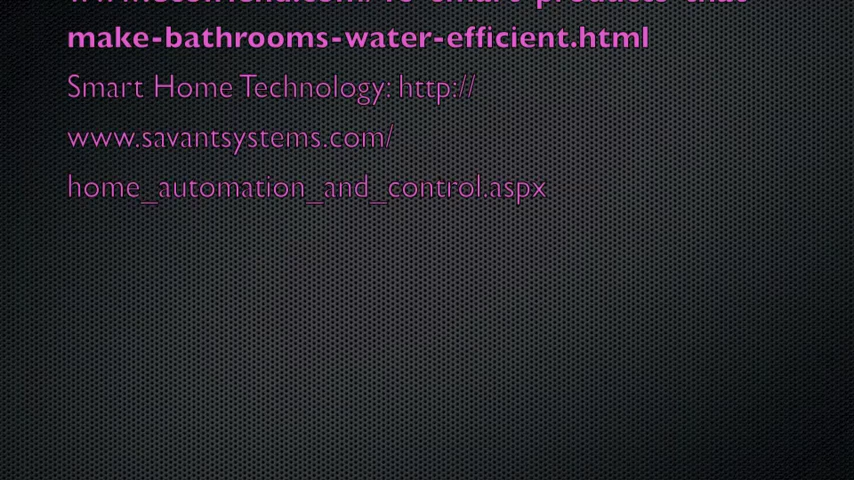 make-bathrooms-water-efficient.html
Smart Home Technology: http://
www.savantsystems.com/
home_automation_and_control.aspx